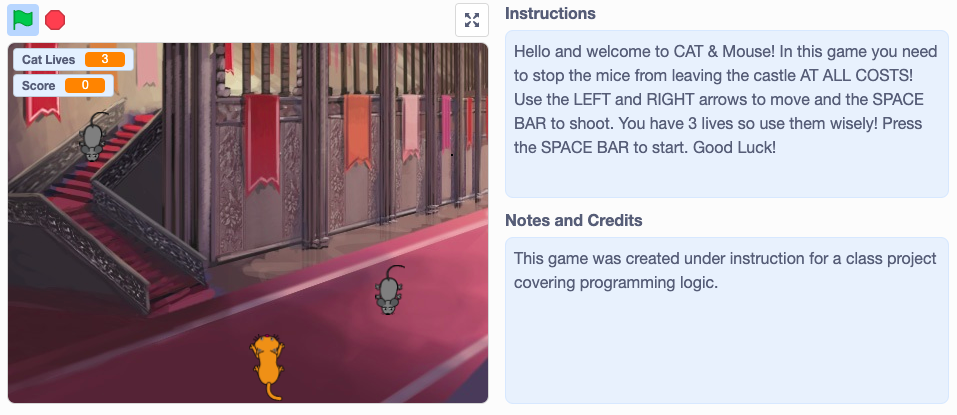 Cat Lives 3
Score 0
Instructions
Hello and welcome to CAT & Mouse! In this game you need
to stop the mice from leaving the castle AT ALL COSTS!
Use the LEFT and RIGHT arrows to move and the SPACE
BAR to shoot. You have 3 lives so use them wisely! Press
the SPACE BAR to start. Good Luck!
Notes and Credits
This game was created under instruction for a class project
covering programming logic.